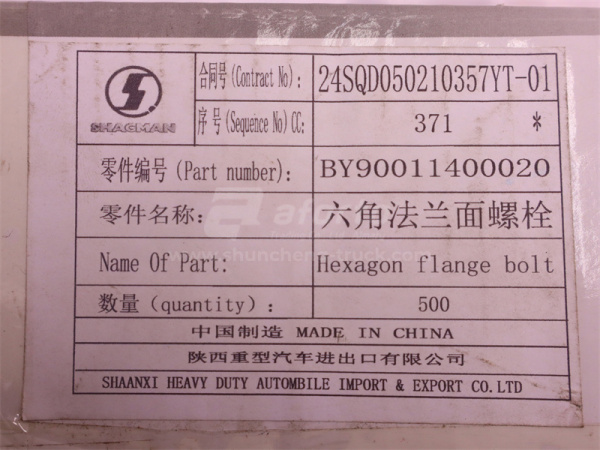 合同号(Contract No): 24SQD050210357YT-01
SHACMAN
序号(Sequence No)CC: 371 *
零件编号(Part number): BY90011400020
零件名称: 六角法兰面螺栓
Name Of Part: Hexagon flange bolt
数量(quantity): 500
中国制造 MADE IN CHINA
陕西重型汽车进出口有限公司
SHAANXI HEAVY DUTY AUTOMBILE IMPORT & EXPORT CO.LTD